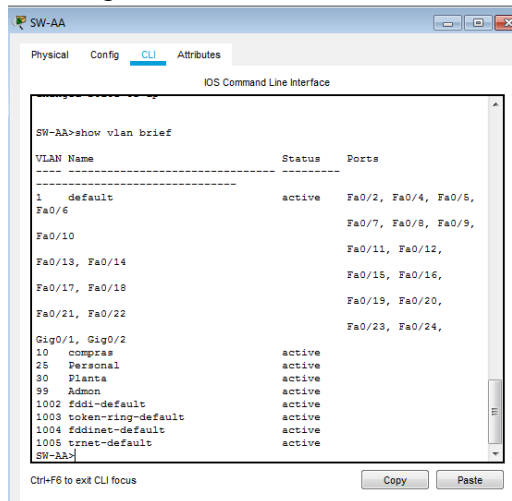 SW-AA
Physical Config CLI Attributes
IOS Command Line Interface
SW-AA>show vlan brief
VLAN Name Status Ports
---- -------------------------------- --------- -------------------------------
1 default active Fa0/2, Fa0/4, Fa0/5,
Fa0/6
Fa0/7, Fa0/8, Fa0/9,
Fa0/10
Fa0/11, Fa0/12,
Fa0/13, Fa0/14
Fa0/15, Fa0/16,
Fa0/17, Fa0/18
Fa0/19, Fa0/20,
Fa0/21, Fa0/22
Fa0/23, Fa0/24,
Gig0/1, Gig0/2
10 compras active
25 Personal active
30 Planta active
99 Admon active
1002 fddi-default active
1003 token-ring-default active
1004 fddinet-default active
1005 trnet-default active
SW-AA>
Ctrl+F6 to exit CLI focus
Copy Paste